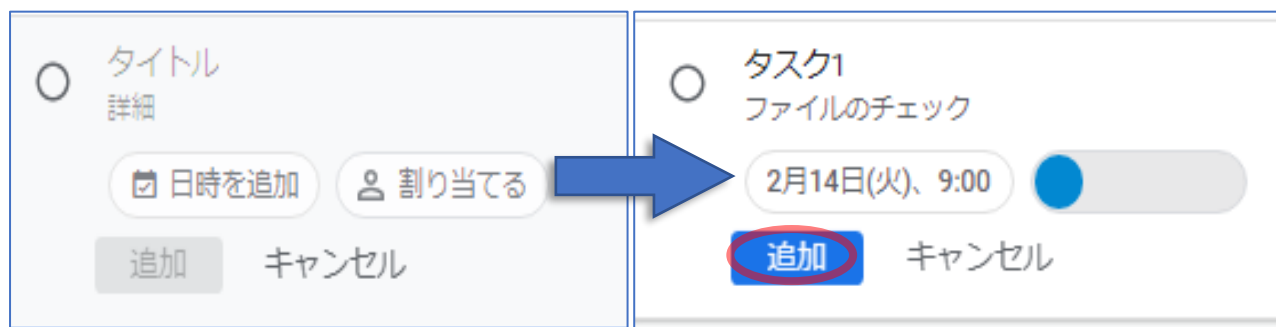 タイトル
詳細
日時を追加 割り当てる
追加 キャンセル
タスク1
ファイルのチェック
2月14日(火)、9:00
追加 キャンセル